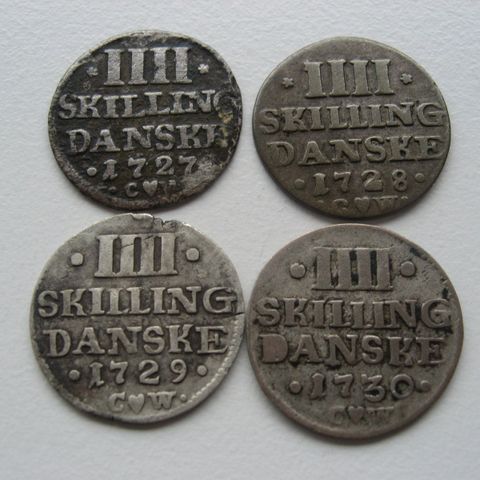 · IIII ·
SKILLING
DANSKE
· 1727 ·
C♥W
* IIII *
SKILLING
DANSKE
· 1728 ·
C♥W
· IIII ·
SKILLING
DANSKE
· 1729 ·
C♥W·
· IIII ·
SKILLING
DANSKE
· 1730 ·
C♥W